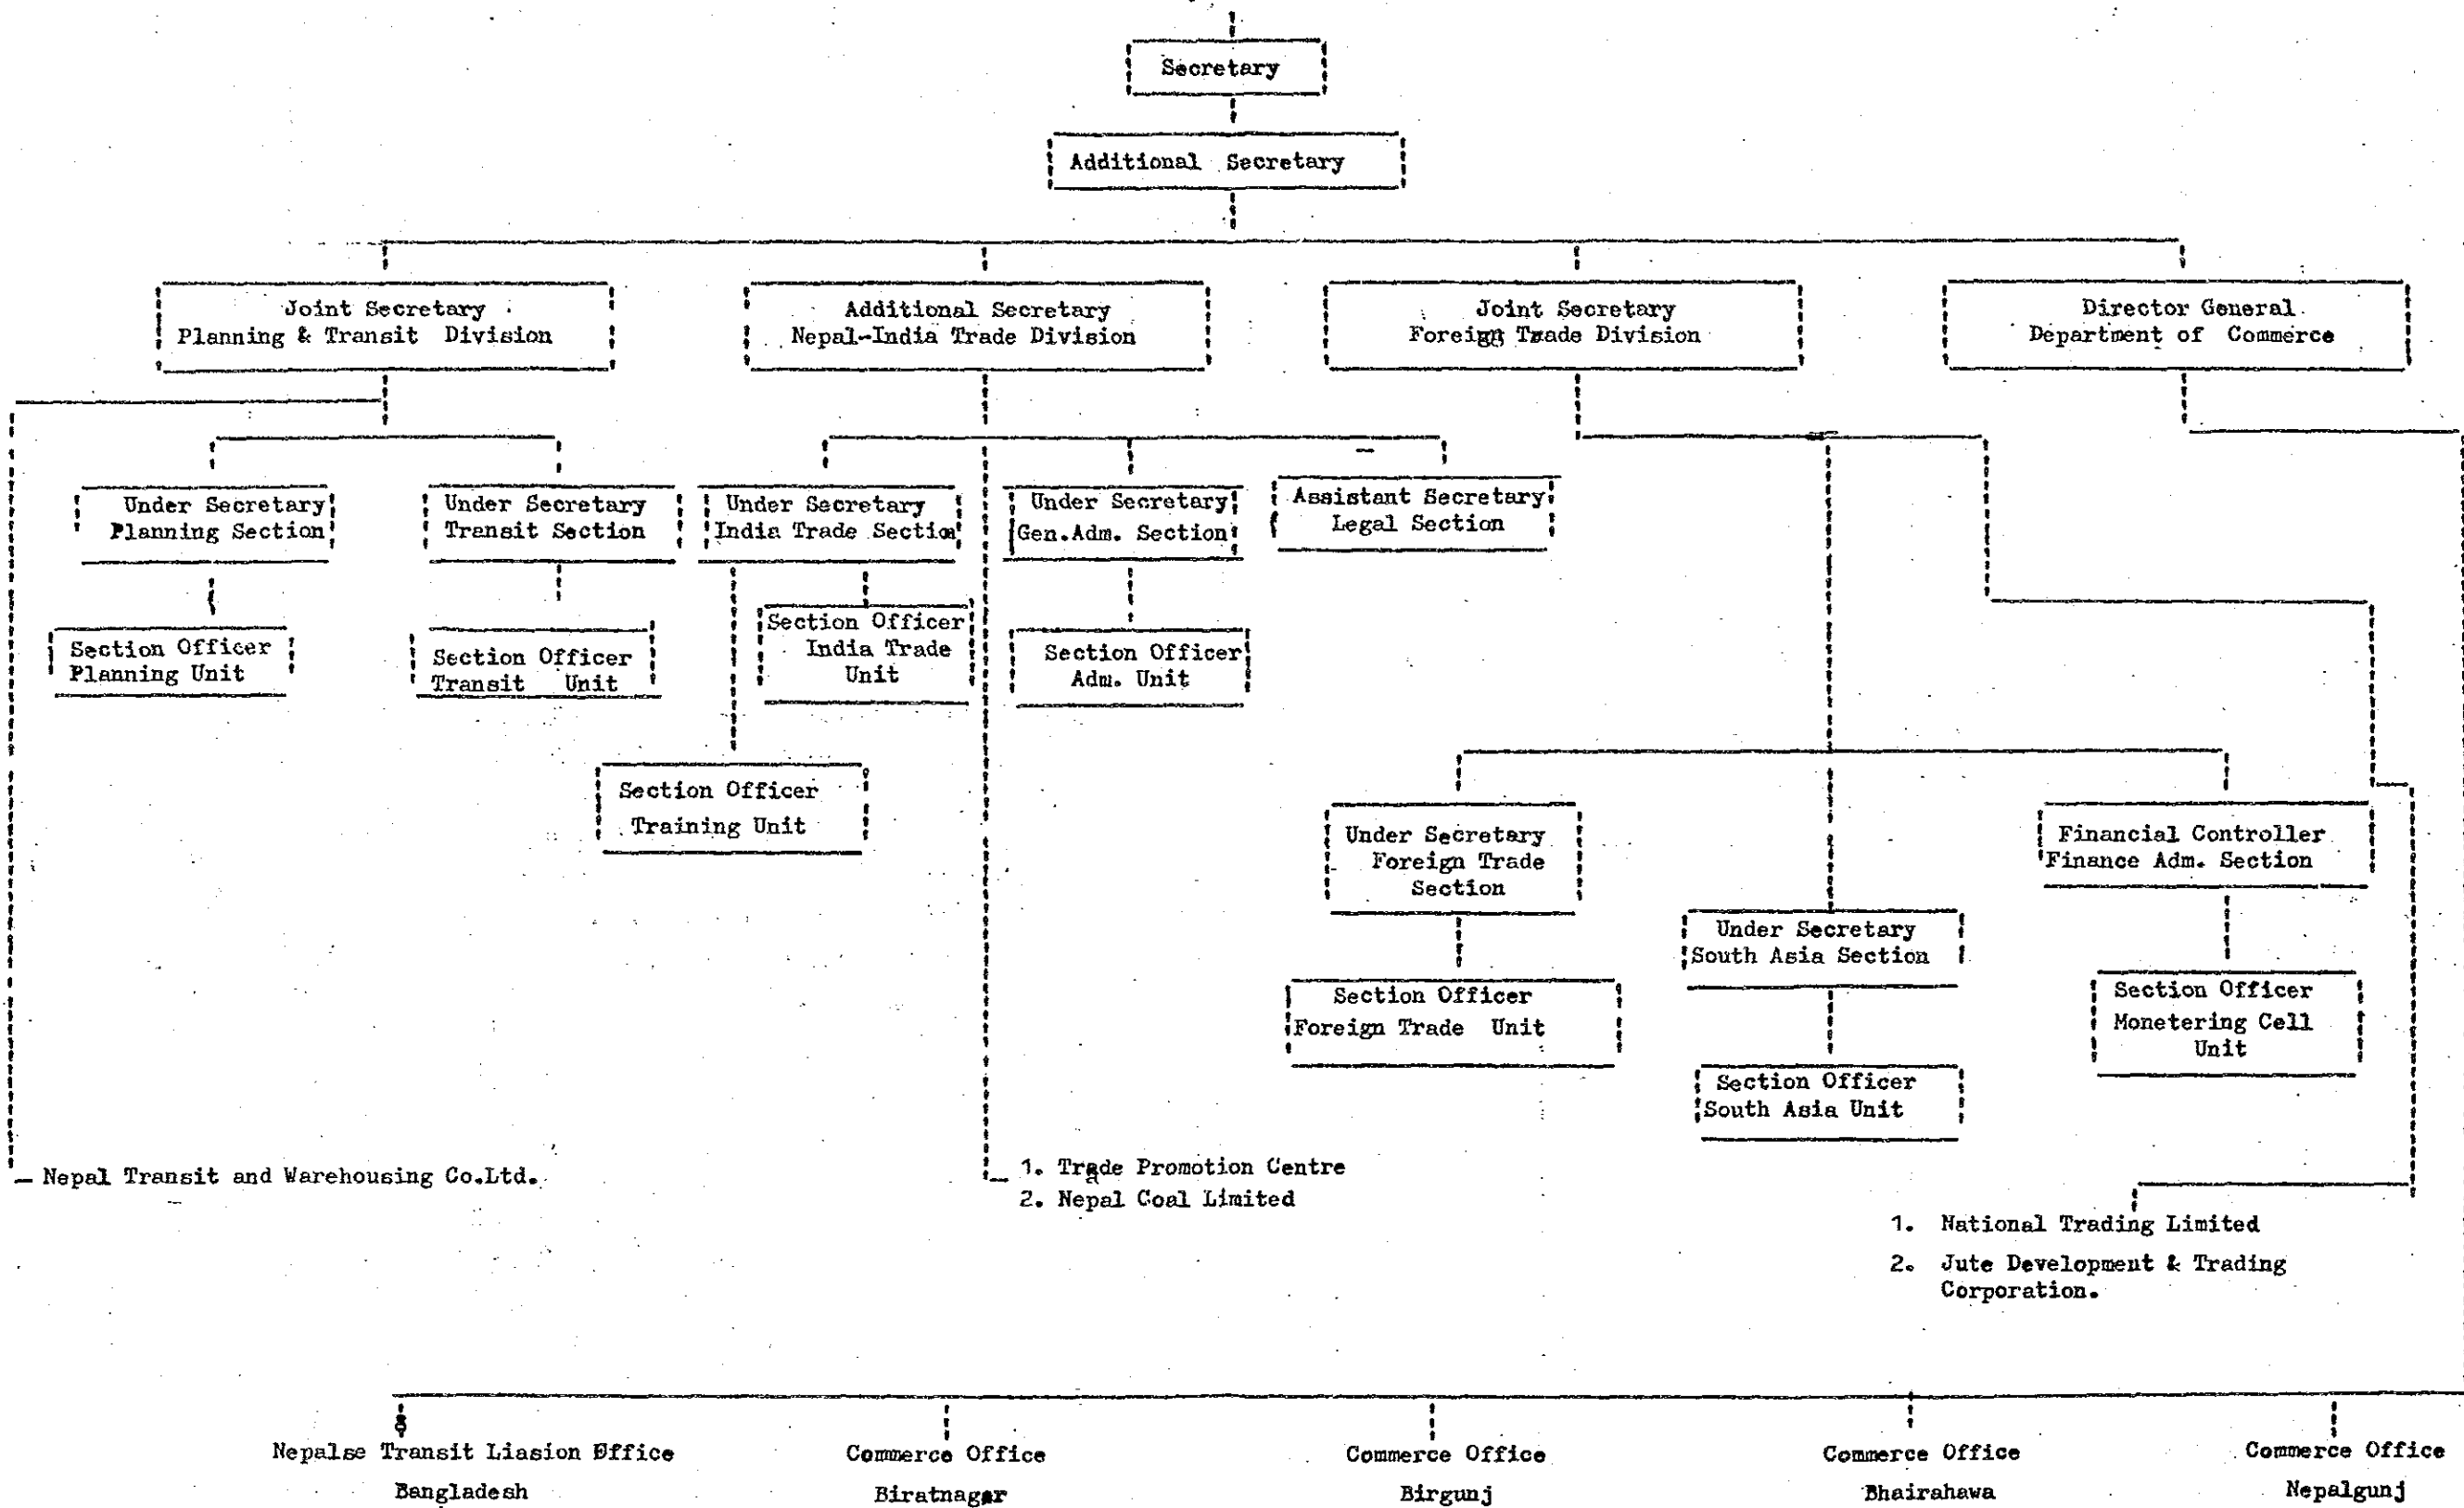 Secretary
Additional Secretary
Joint Secretary
Planning & Transit Division
Additional Secretary
Nepal-India Trade Division
Joint Secretary
Foreign Trade Division
Director General
Department of Commerce
Under Secretary
Planning Section
Under Secretary
Transit Section
Under Secretary
India Trade Section
Under Secretary
Gen.Adm. Section
Assistant Secretary
Legal Section
Section Officer
Planning Unit
Section Officer
Transit Unit
Section Officer
India Trade
Unit
Section Officer
Adm. Unit
Section Officer
Training Unit
Under Secretary
Foreign Trade
Section
Under Secretary
South Asia Section
Financial Controller
Finance Adm. Section
Section Officer
Foreign Trade Unit
Section Officer
South Asia Unit
Section Officer
Monetering Cell
Unit
Nepal Transit and Warehousing Co.Ltd.
1. Trade Promotion Centre
2. Nepal Coal Limited
1. National Trading Limited
2. Jute Development & Trading
Corporation.
Nepalse Transit Liasion Office
Bangladesh
Commerce Office
Biratnagar
Commerce Office
Birgunj
Commerce Office
Bhairahawa
Commerce Office
Nepalgunj